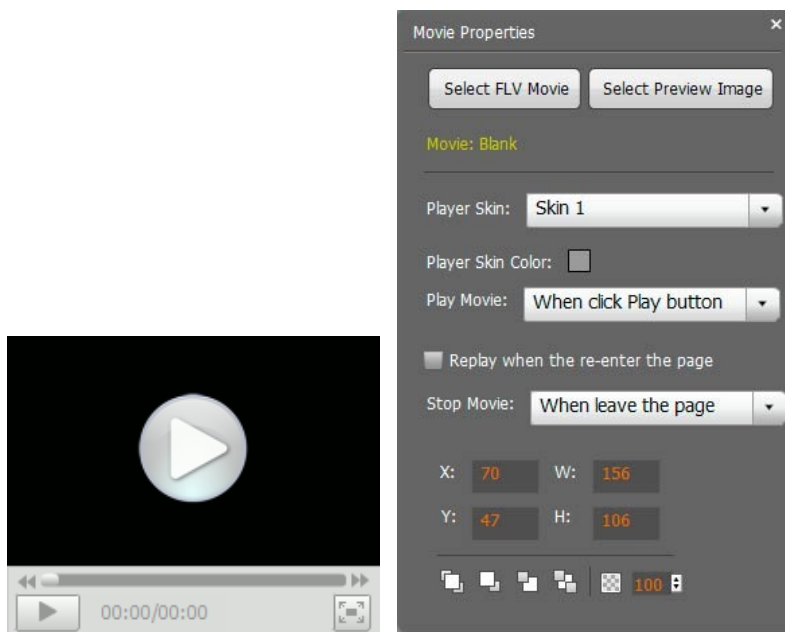 Movie Properties
Select FLV Movie Select Preview Image
Movie: Blank
Player Skin: Skin 1
Player Skin Color:
Play Movie: When click Play button
Replay when the re-enter the page
Stop Movie: When leave the page
X: 70 W: 156
Y: 47 H: 106
100
00:00/00:00